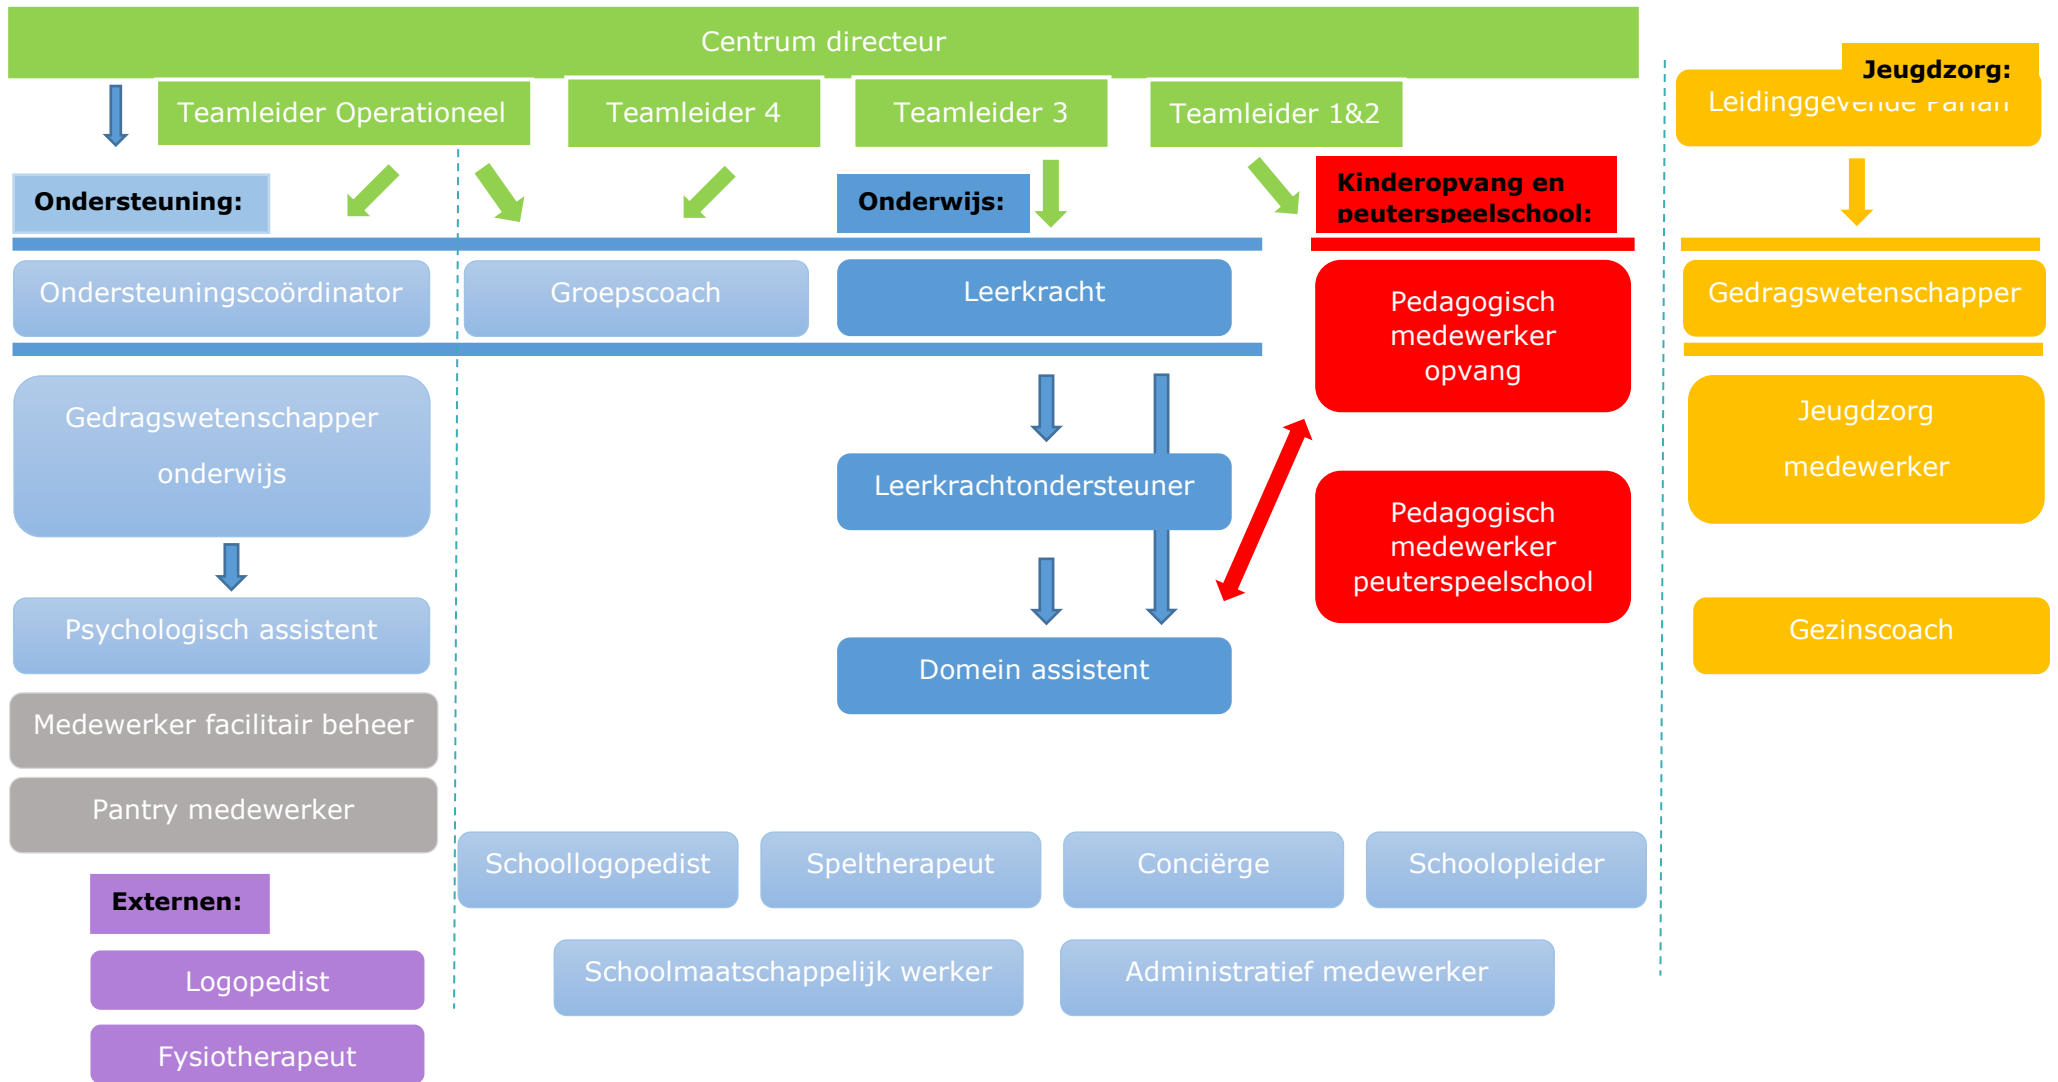 Centrum directeur
Jeugdzorg:
Teamleider Operationeel
Teamleider 4
Teamleider 3
Teamleider 1&2
Leidinggevende Parlan
Ondersteuning:
Onderwijs:
Kinderopvang en
peuterspeelschool:
Ondersteuningscoördinator
Groepscoach
Leerkracht
Pedagogisch
medewerker
opvang
Gedragswetenschapper
Gedragswetenschapper
onderwijs
Jeugdzorg
medewerker
Leerkrachtondersteuner
Pedagogisch
medewerker
peuterspeelschool
Psychologisch assistent
Domein assistent
Gezinscoach
Medewerker facilitair beheer
Pantry medewerker
Schoollogopedist
Speltherapeut
Conciërge
Schoolopleider
Externen:
Schoolmaatschappelijk werker
Administratief medewerker
Logopedist
Fysiotherapeut